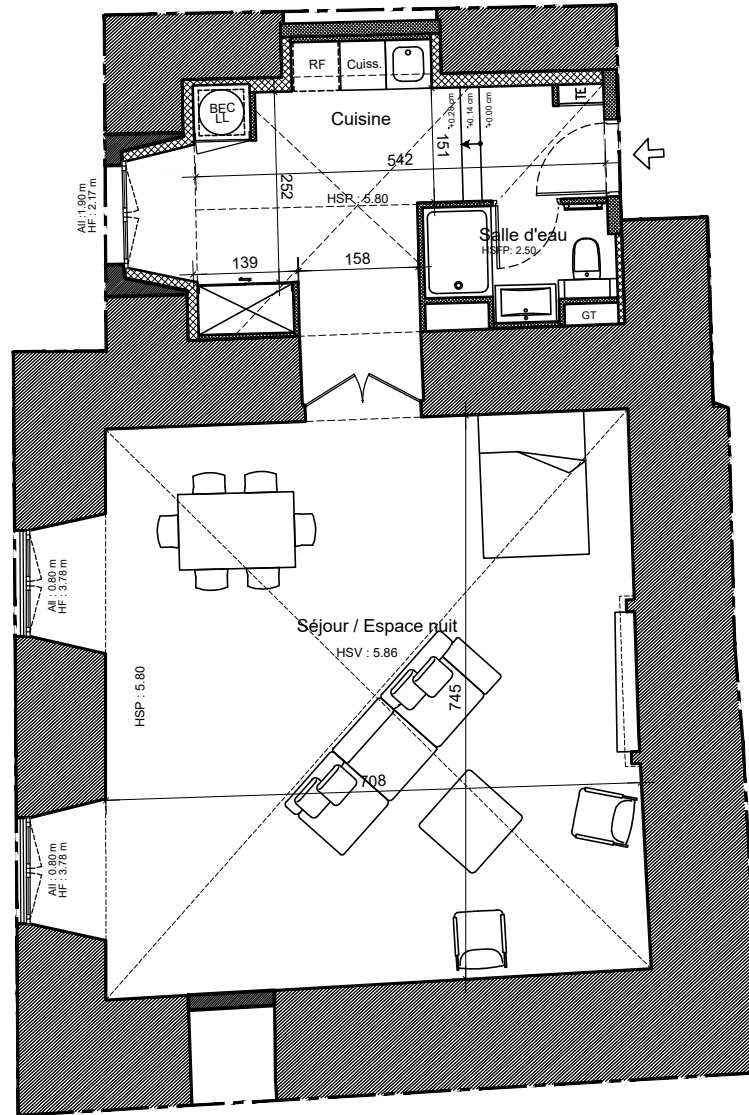 RF
Cuiss.
BEC
LL
Cuisine
+0.28 cm
+0.14 cm
+0.00 cm
TE
151
542
252
HSP : 5.80
All :1.90 m
HF : 2.17 m
Salle d'eau
HSFP: 2.50
139
158
GT
All : 0.80 m
HF : 3.78 m
Séjour / Espace nuit
HSV : 5.86
HSP : 5.80
745
708
All : 0.80 m
HF : 3.78 m